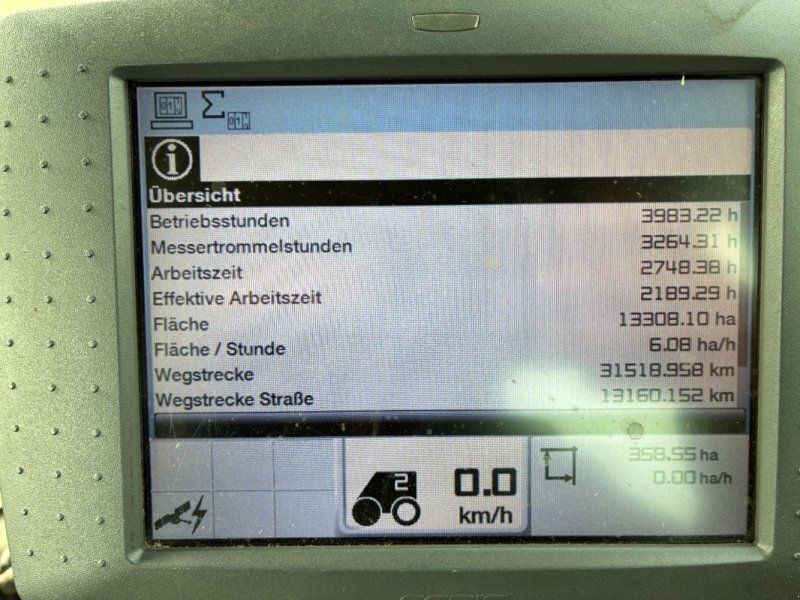 Übersicht
Betriebsstunden 3983.22 h
Messertrommelstunden 3264.31 h
Arbeitszeit 2748.38 h
Effektive Arbeitszeit 2189.29 h
Fläche 13308.10 ha
Fläche / Stunde 6.08 ha/h
Wegstrecke 31518.958 km
Wegstrecke Straße 13160.152 km
358.55 ha
2 0.0 0.00 ha/h
km/h